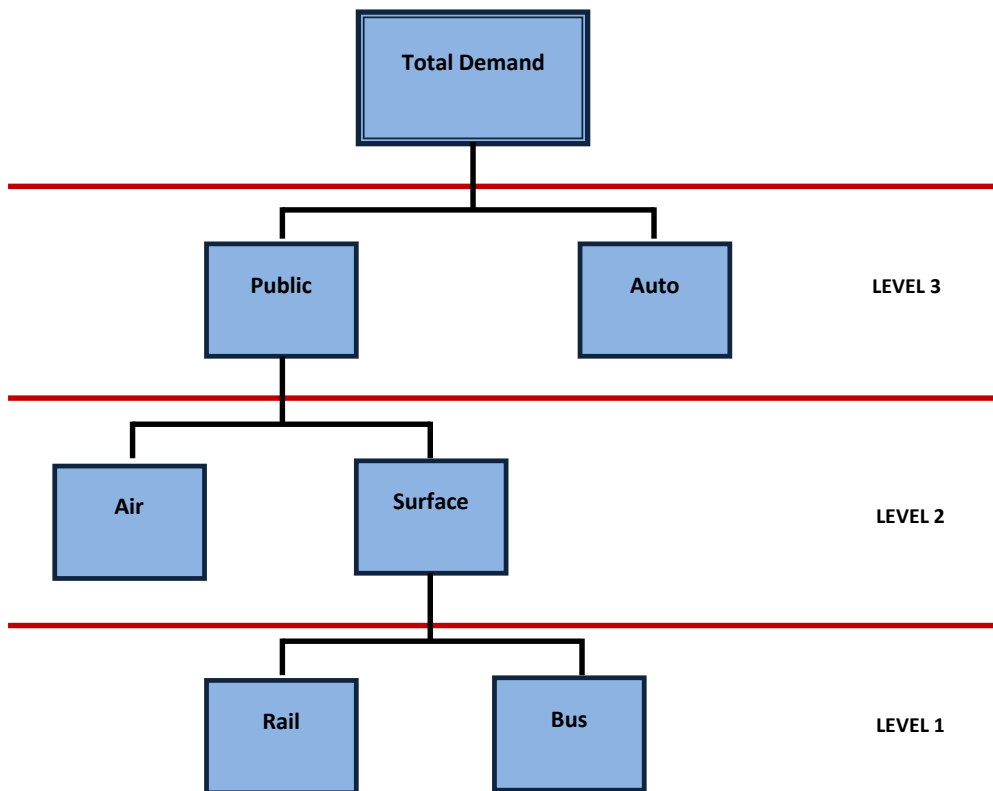 Total Demand
Public
Auto
LEVEL 3
Air
Surface
LEVEL 2
Rail
Bus
LEVEL 1